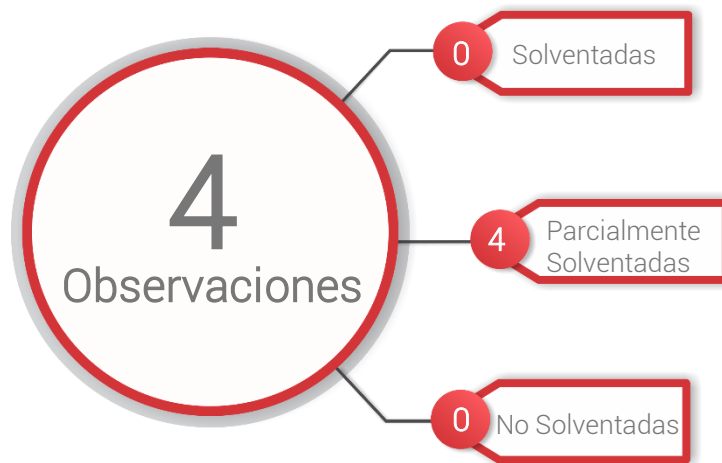 4
Observaciones
0
Solventadas
4
Parcialmente
Solventadas
0
No Solventadas